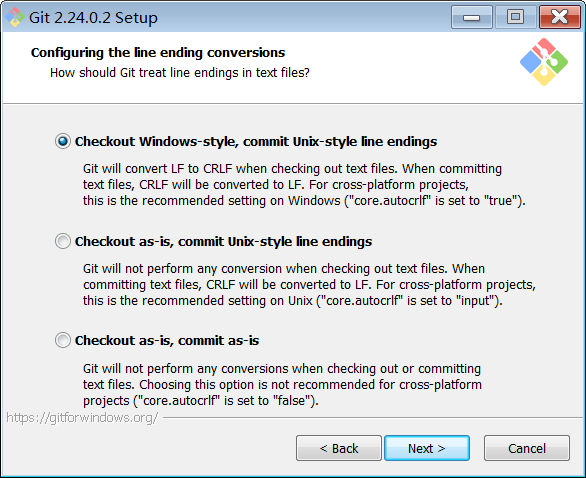 Git 2.24.0.2 Setup
Configuring the line ending conversions
How should Git treat line endings in text files?
Checkout Windows-style, commit Unix-style line endings
Git will convert LF to CRLF when checking out text files. When committing
text files, CRLF will be converted to LF. For cross-platform projects,
this is the recommended setting on Windows ("core.autocrlf" is set to "true").
Checkout as-is, commit Unix-style line endings
Git will not perform any conversion when checking out text files. When
committing text files, CRLF will be converted to LF. For cross-platform projects,
this is the recommended setting on Unix ("core.autocrlf" is set to "input").
Checkout as-is, commit as-is
Git will not perform any conversions when checking out or committing
text files. Choosing this option is not recommended for cross-platform
projects ("core.autocrlf" is set to "false").
https://gitforwindows.org/
< Back
Next >
Cancel